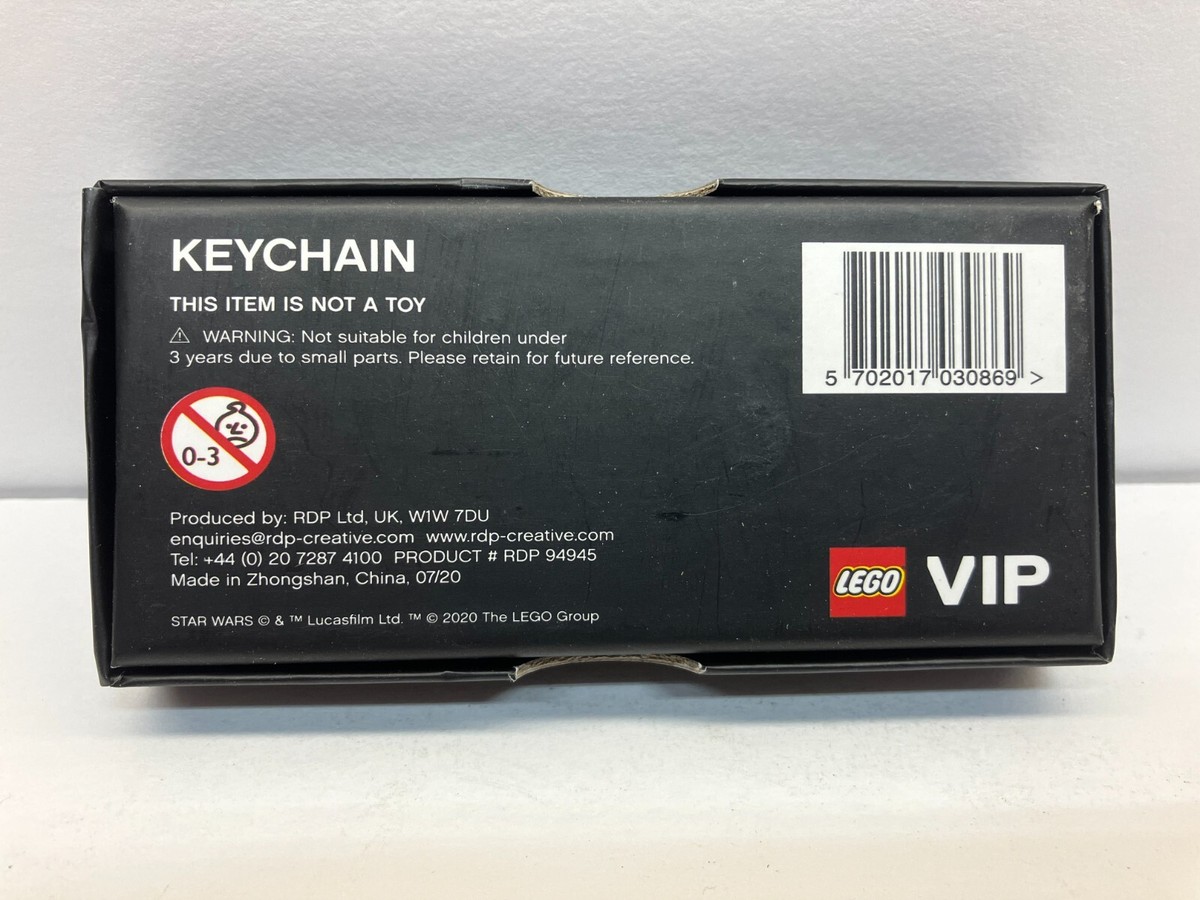 KEYCHAIN
THIS ITEM IS NOT A TOY
⚠ WARNING: Not suitable for children under
3 years due to small parts. Please retain for future reference.
5 702017 030869 >
0-3
Produced by: RDP Ltd, UK, W1W 7DU
enquiries@rdp-creative.com www.rdp-creative.com
Tel: +44 (0) 20 7287 4100 PRODUCT # RDP 94945
Made in Zhongshan, China, 07/20
STAR WARS © & ™ Lucasfilm Ltd. ™ © 2020 The LEGO Group
LEGO VIP